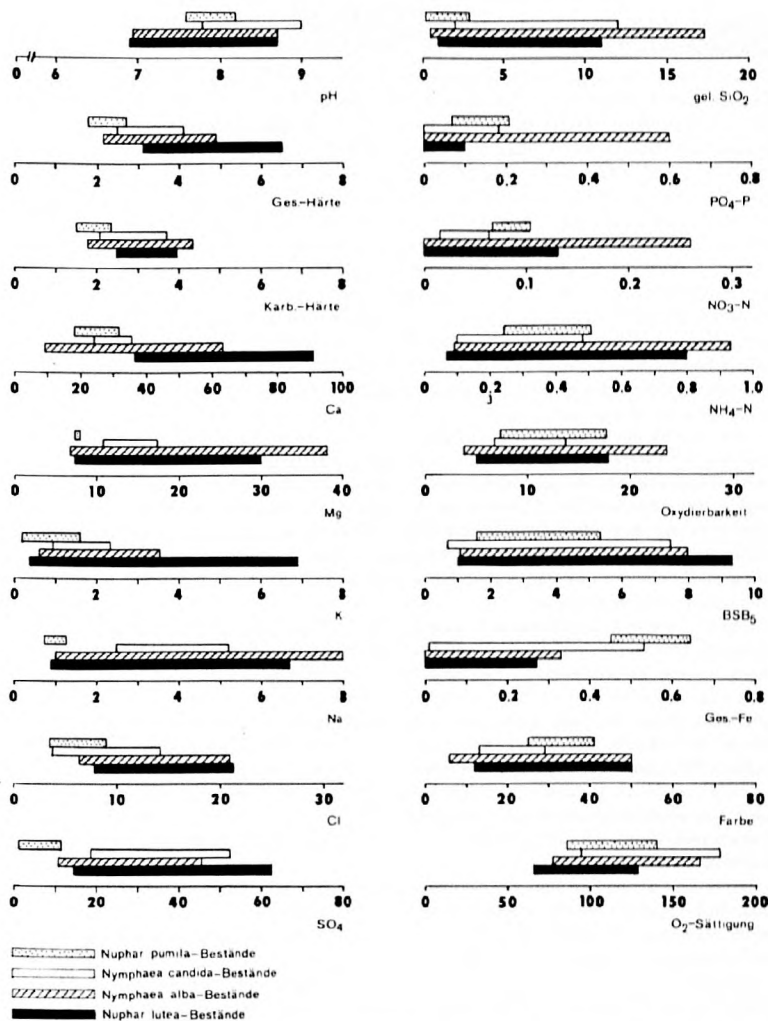 0 6 7 8 9
pH
0 2 4 6 8
Ges.-Härte
0 2 4 6 8
Karb.-Härte
0 20 40 60 80 100
Ca
0 10 20 30 40
Mg
0 2 4 6 8
K
0 2 4 6 8
Na
0 10 20 30
Cl
0 20 40 60 80
SO₄
0 5 10 15 20
gel. SiO₂
0 0.2 0.4 0.6 0.8
PO₄-P
0 0.1 0.2 0.3
NO₃-N
0 0.2 0.4 0.6 0.8 1.0
NH₄-N
0 10 20 30
Oxydierbarkeit
0 2 4 6 8 10
BSB₅
0 0.2 0.4 0.6 0.8
Ges.-Fe
0 20 40 60 80
Farbe
0 50 100 150 200
O₂-Sättigung
Nuphar pumila-Bestände
Nymphaea candida-Bestände
Nymphaea alba-Bestände
Nuphar lutea-Bestände